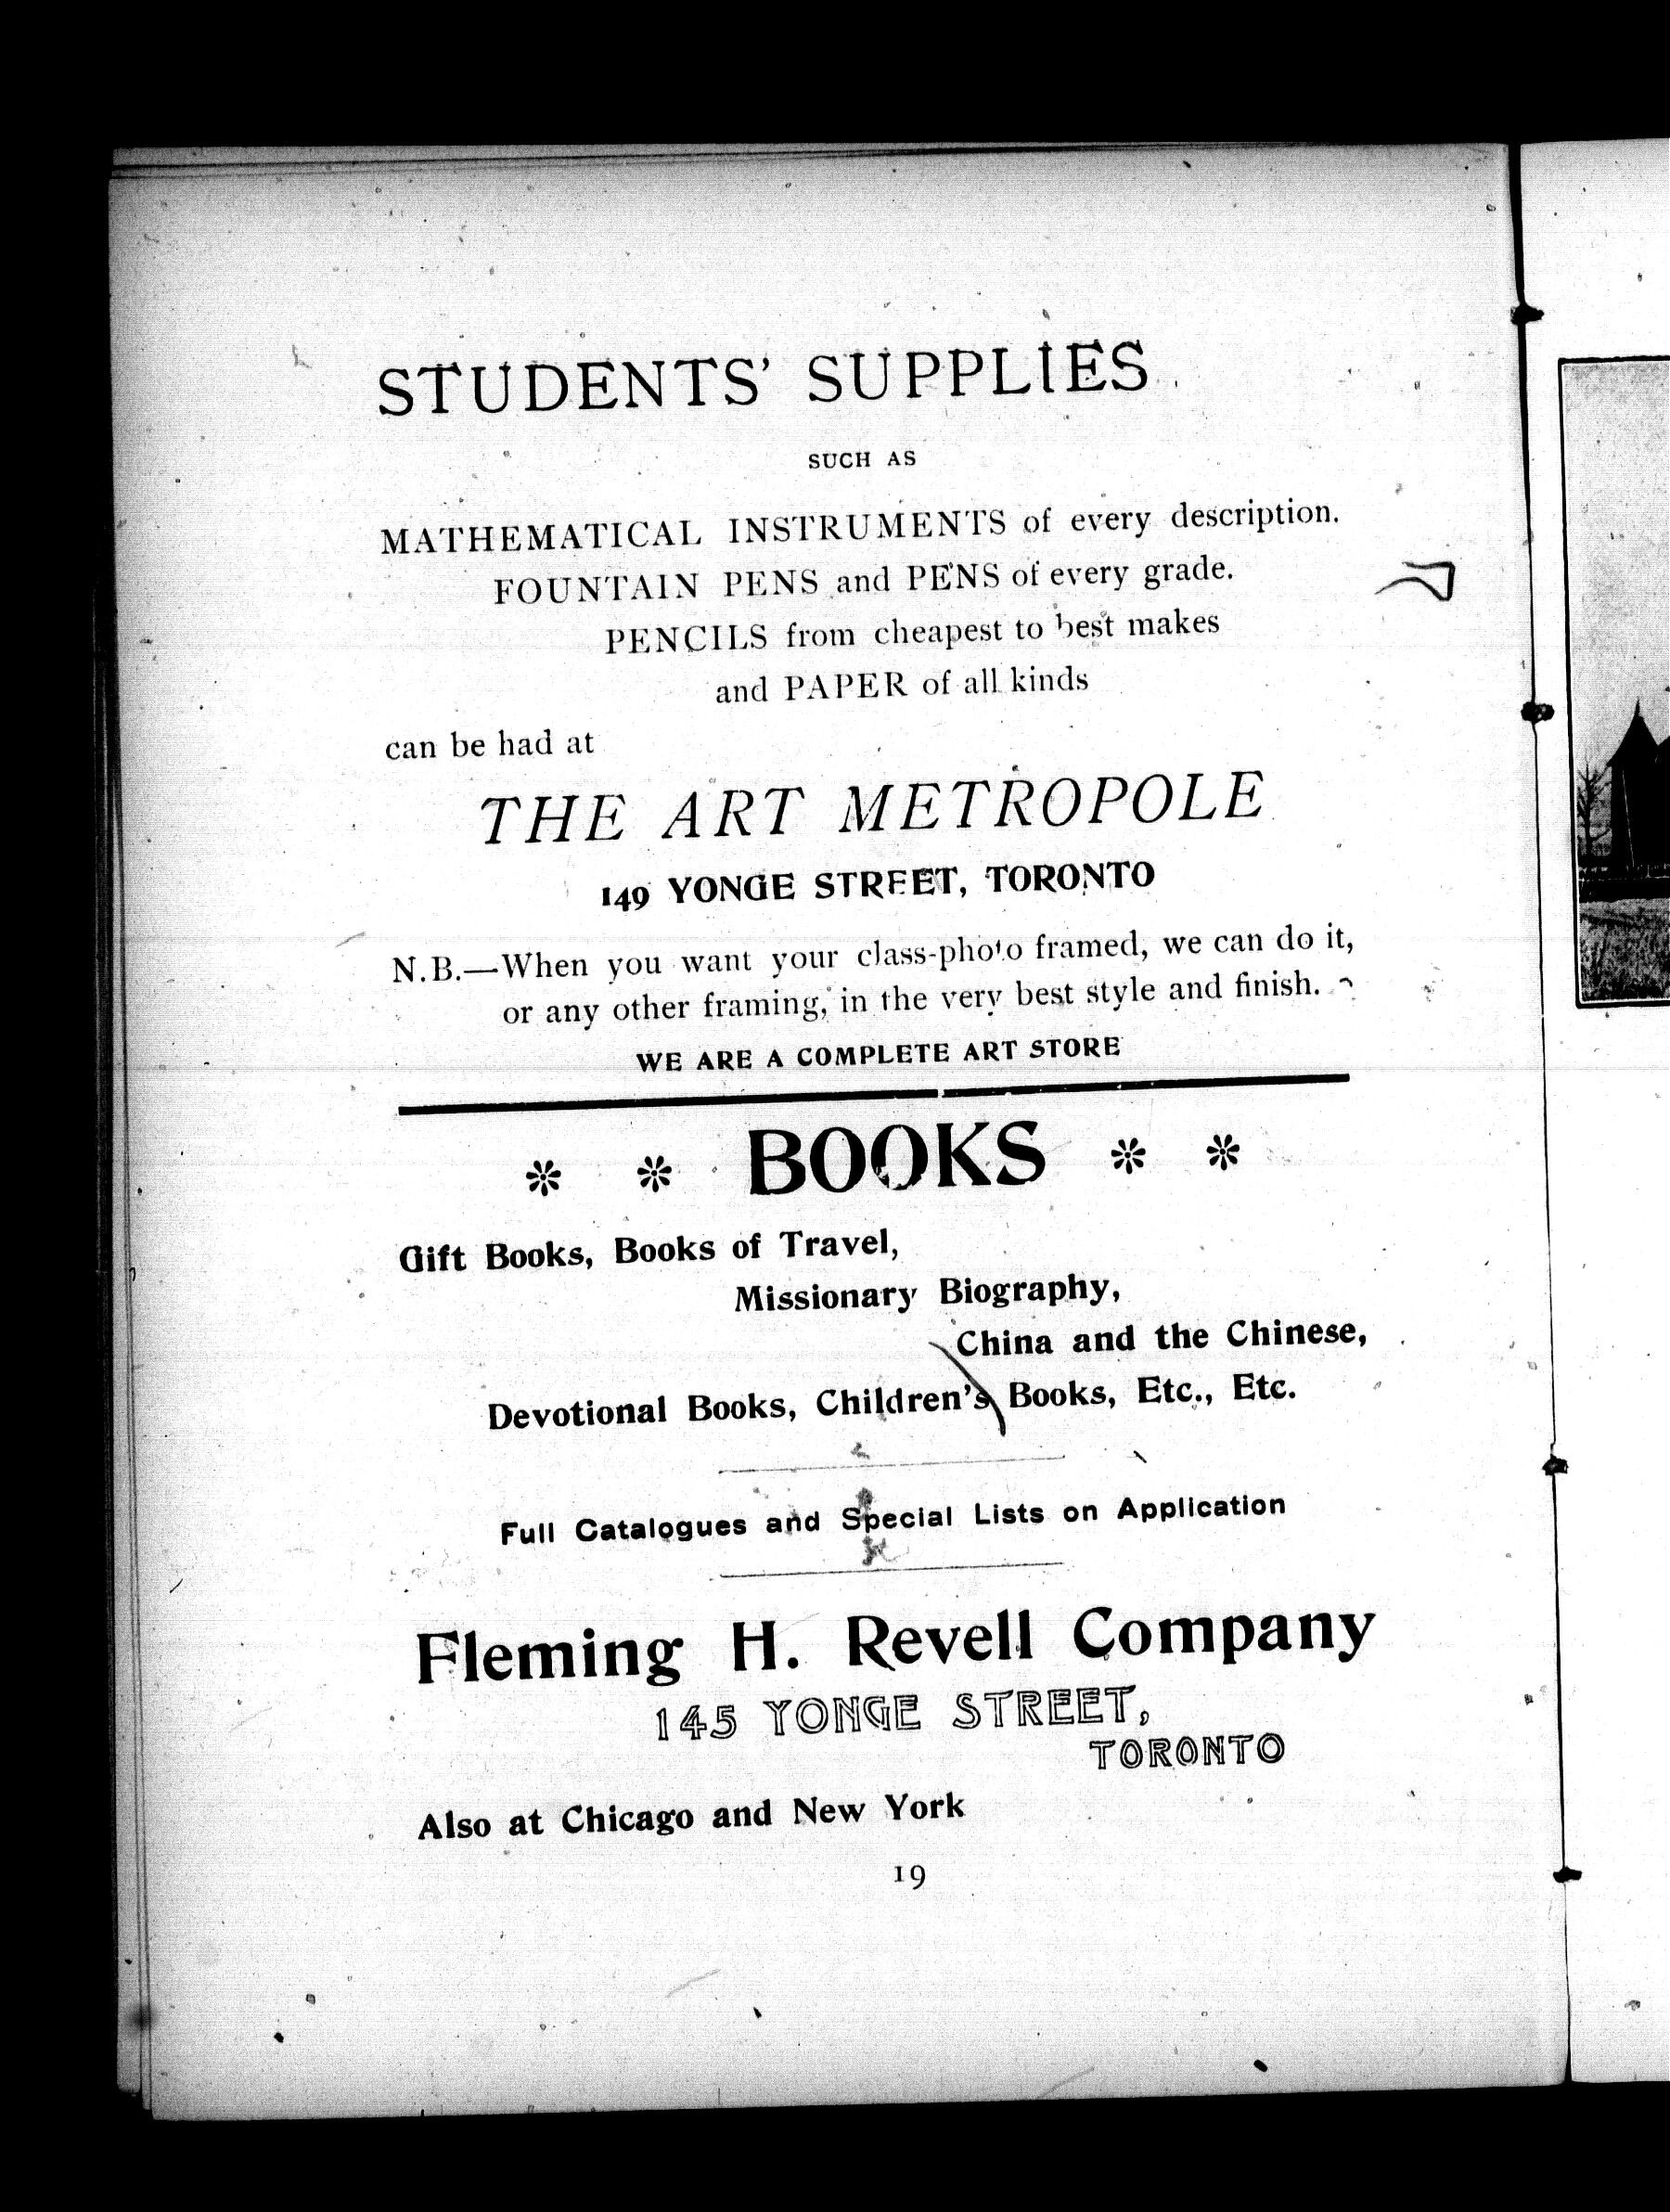 STUDENTS' SUPPLIES
SUCH AS
MATHEMATICAL INSTRUMENTS of every description.
FOUNTAIN PENS and PENS of every grade.
PENCILS from cheapest to best makes
and PAPER of all kinds
can be had at
THE ART METROPOLE
149 YONGE STREET, TORONTO
N.B.—When you want your class-photo framed, we can do it,
or any other framing, in the very best style and finish.
WE ARE A COMPLETE ART STORE
BOOKS
Gift Books, Books of Travel,
Missionary Biography,
China and the Chinese,
Devotional Books, Children's Books, Etc., Etc.
Full Catalogues and Special Lists on Application
Fleming H. Revell Company
145 YONGE STREET,
TORONTO
Also at Chicago and New York
19